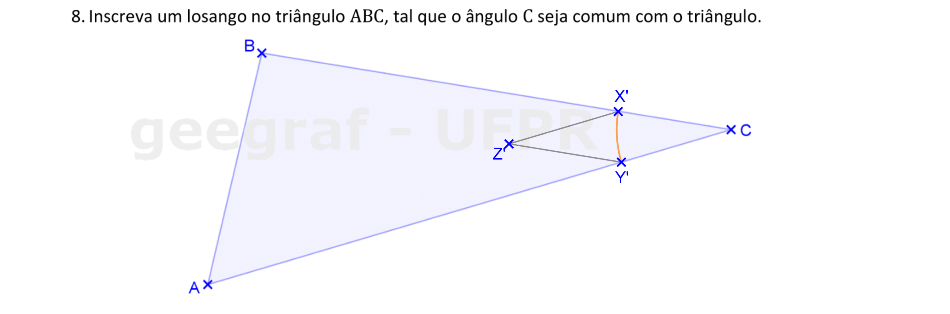 8. Inscreva um losango no triângulo ABC, tal que o ângulo C seja comum com o triângulo.
B
X'
geegraf - UFPR
C
Z'
Y'
A